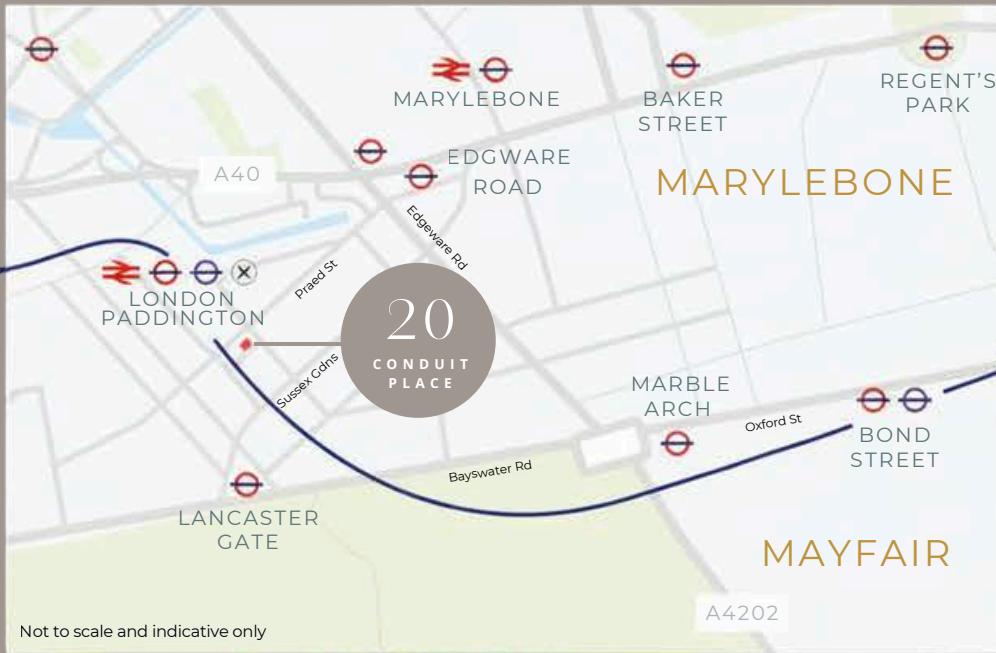 MARYLEBONE
BAKER
STREET
REGENT'S
PARK
EDGWARE
ROAD
A40
MARYLEBONE
Edgeware Rd
Praed St
LONDON
PADDINGTON
20
CONDUIT
PLACE
Sussex Gdns
MARBLE
ARCH
Oxford St
BOND
STREET
Bayswater Rd
LANCASTER
GATE
MAYFAIR
A4202
Not to scale and indicative only